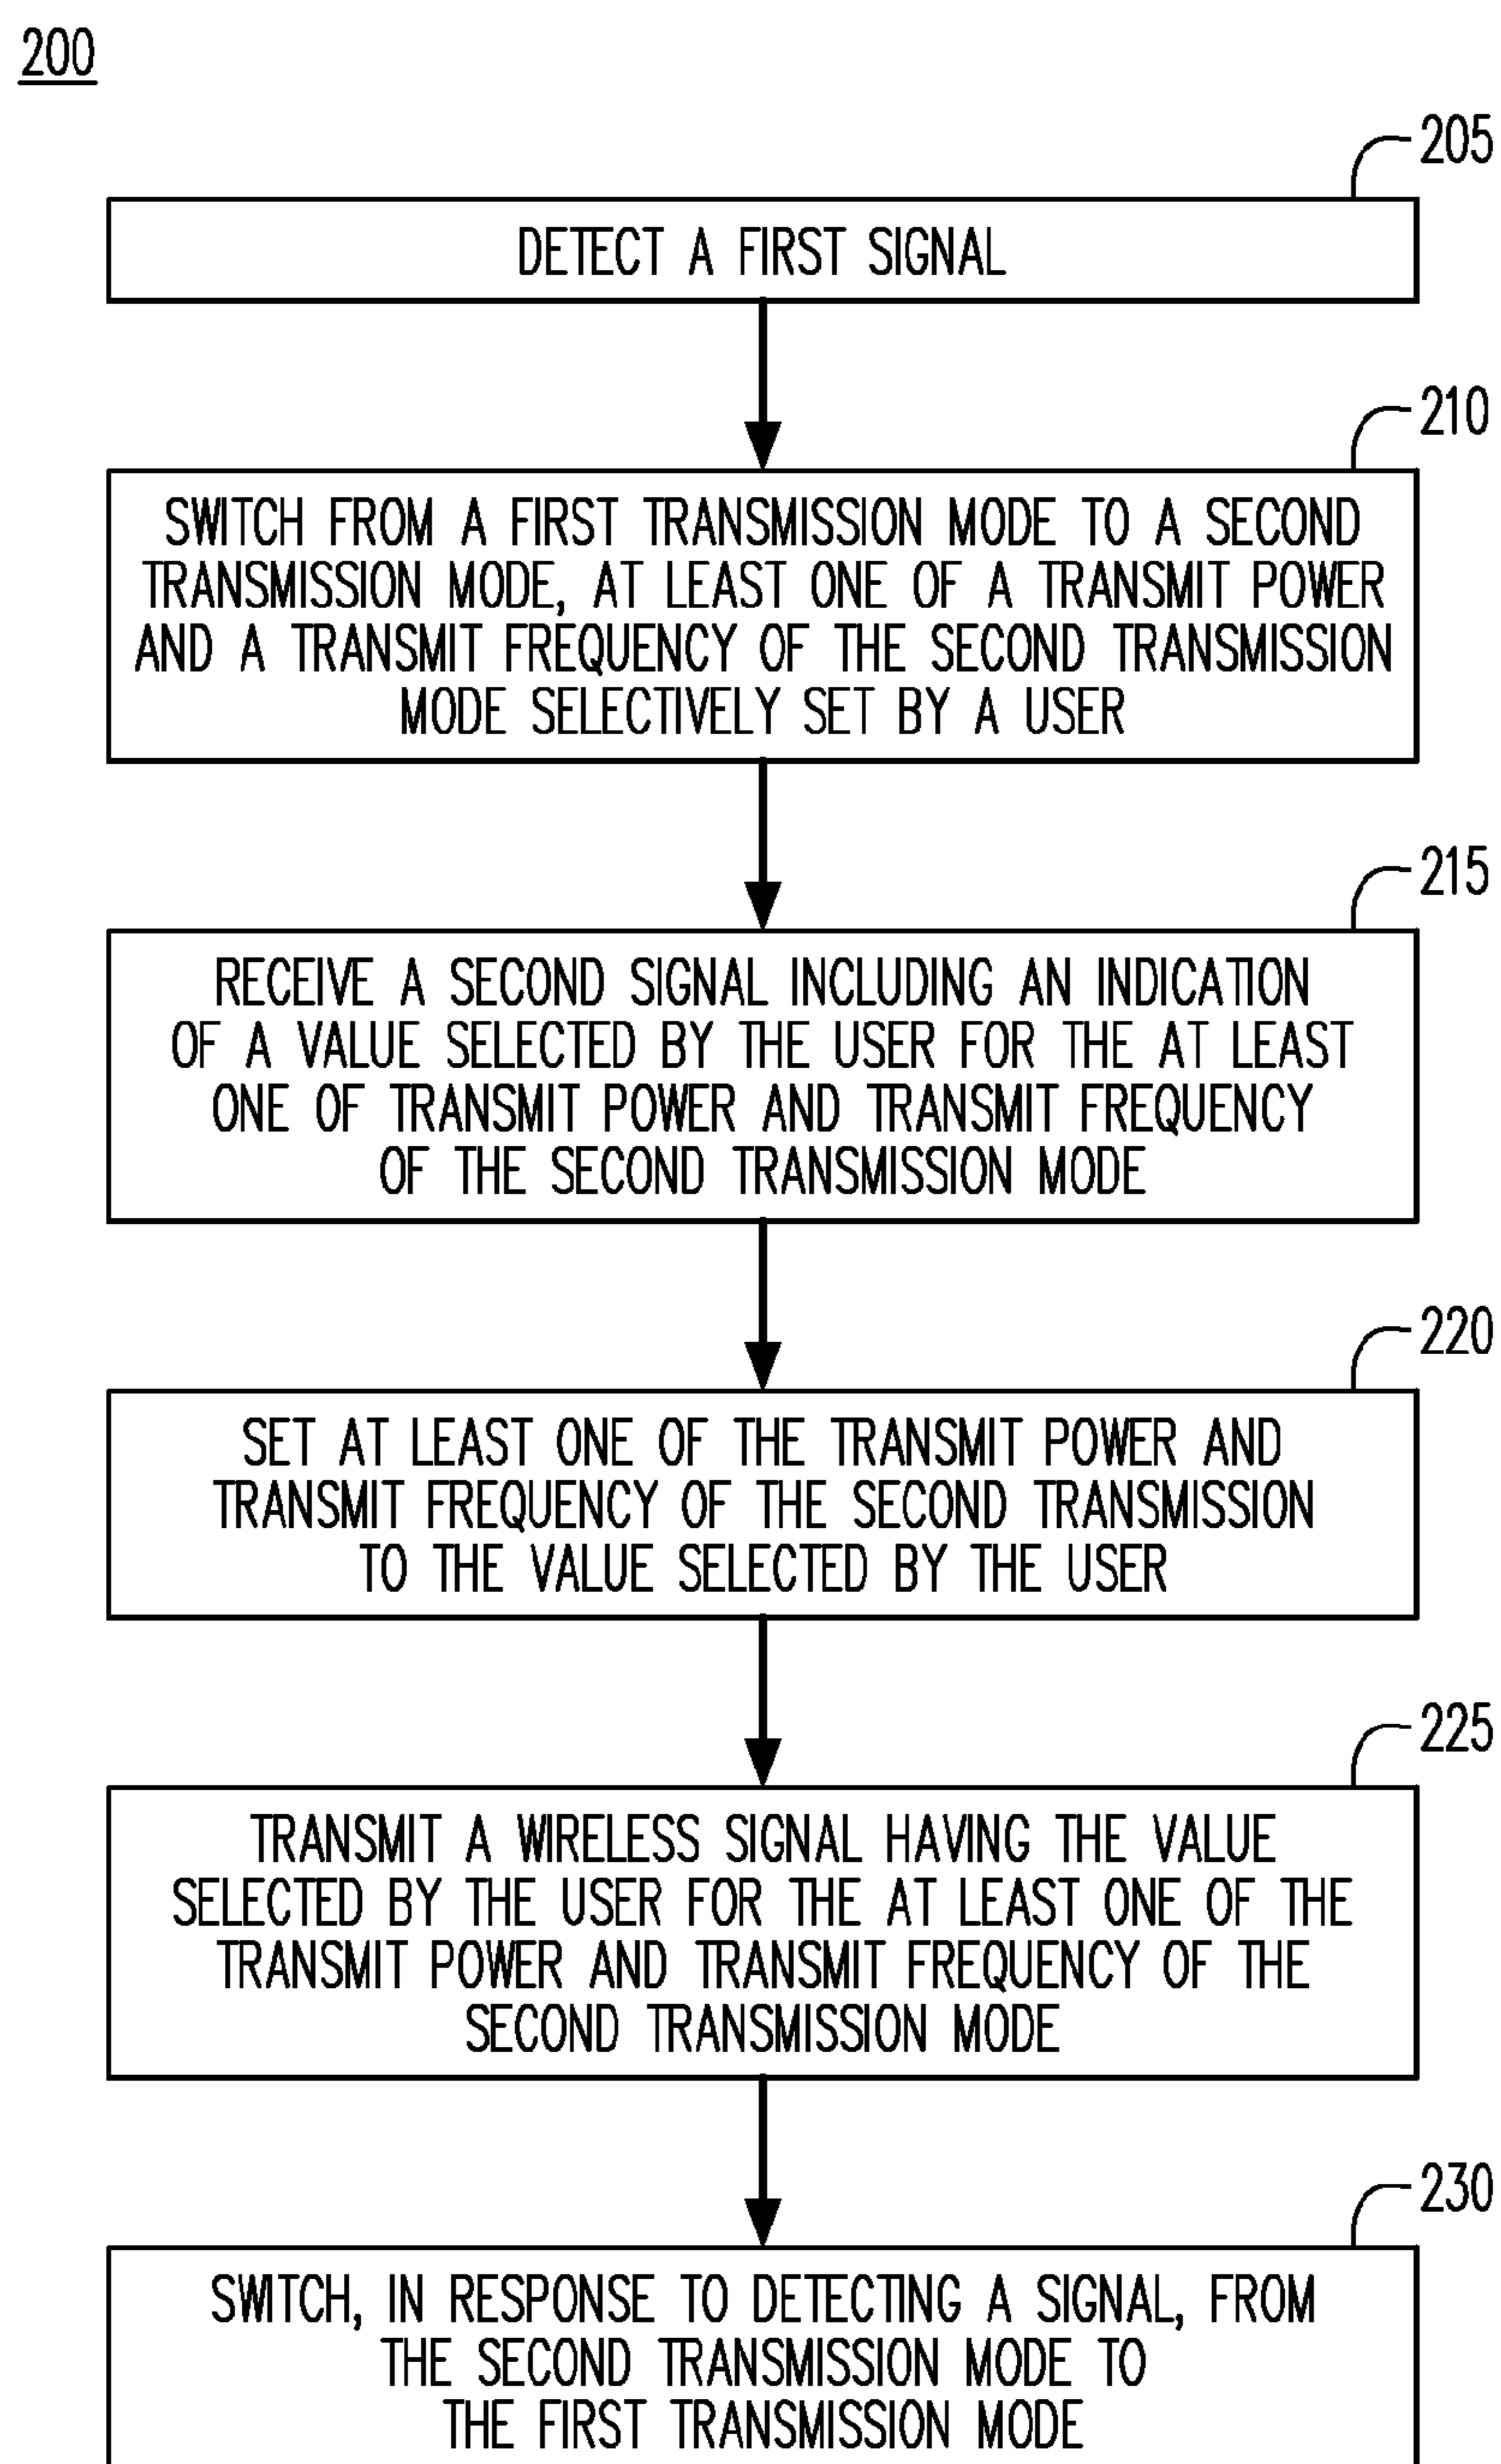 200
205
DETECT A FIRST SIGNAL
210
SWITCH FROM A FIRST TRANSMISSION MODE TO A SECOND
TRANSMISSION MODE, AT LEAST ONE OF A TRANSMIT POWER
AND A TRANSMIT FREQUENCY OF THE SECOND TRANSMISSION
MODE SELECTIVELY SET BY A USER
215
RECEIVE A SECOND SIGNAL INCLUDING AN INDICATION
OF A VALUE SELECTED BY THE USER FOR THE AT LEAST
ONE OF TRANSMIT POWER AND TRANSMIT FREQUENCY
OF THE SECOND TRANSMISSION MODE
220
SET AT LEAST ONE OF THE TRANSMIT POWER AND
TRANSMIT FREQUENCY OF THE SECOND TRANSMISSION
TO THE VALUE SELECTED BY THE USER
225
TRANSMIT A WIRELESS SIGNAL HAVING THE VALUE
SELECTED BY THE USER FOR THE AT LEAST ONE OF THE
TRANSMIT POWER AND TRANSMIT FREQUENCY OF THE
SECOND TRANSMISSION MODE
230
SWITCH, IN RESPONSE TO DETECTING A SIGNAL, FROM
THE SECOND TRANSMISSION MODE TO
THE FIRST TRANSMISSION MODE